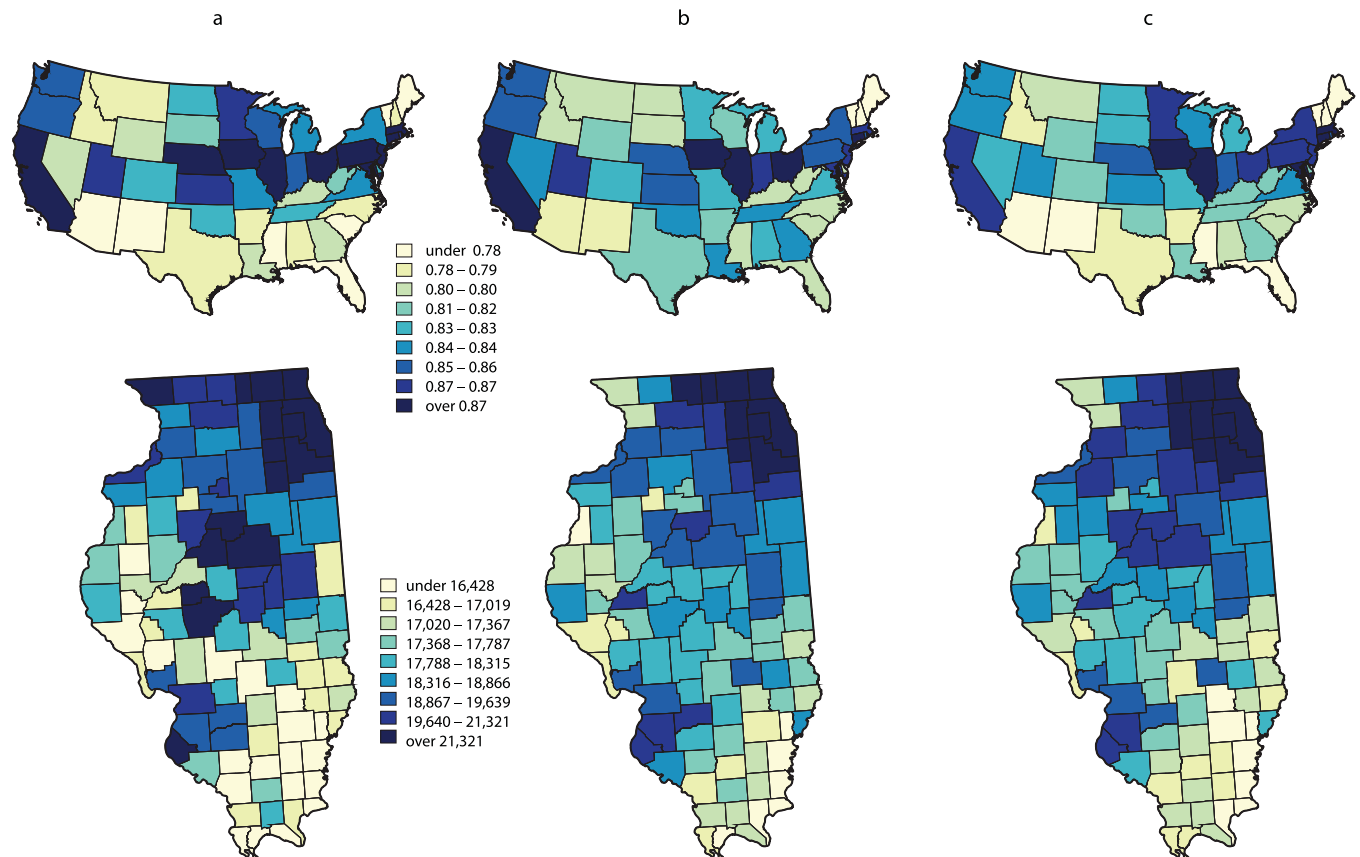 a
b
c
under 0.78
0.78 – 0.79
0.80 – 0.80
0.81 – 0.82
0.83 – 0.83
0.84 – 0.84
0.85 – 0.86
0.87 – 0.87
over 0.87
under 16,428
16,428 – 17,019
17,020 – 17,367
17,368 – 17,787
17,788 – 18,315
18,316 – 18,866
18,867 – 19,639
19,640 – 21,321
over 21,321